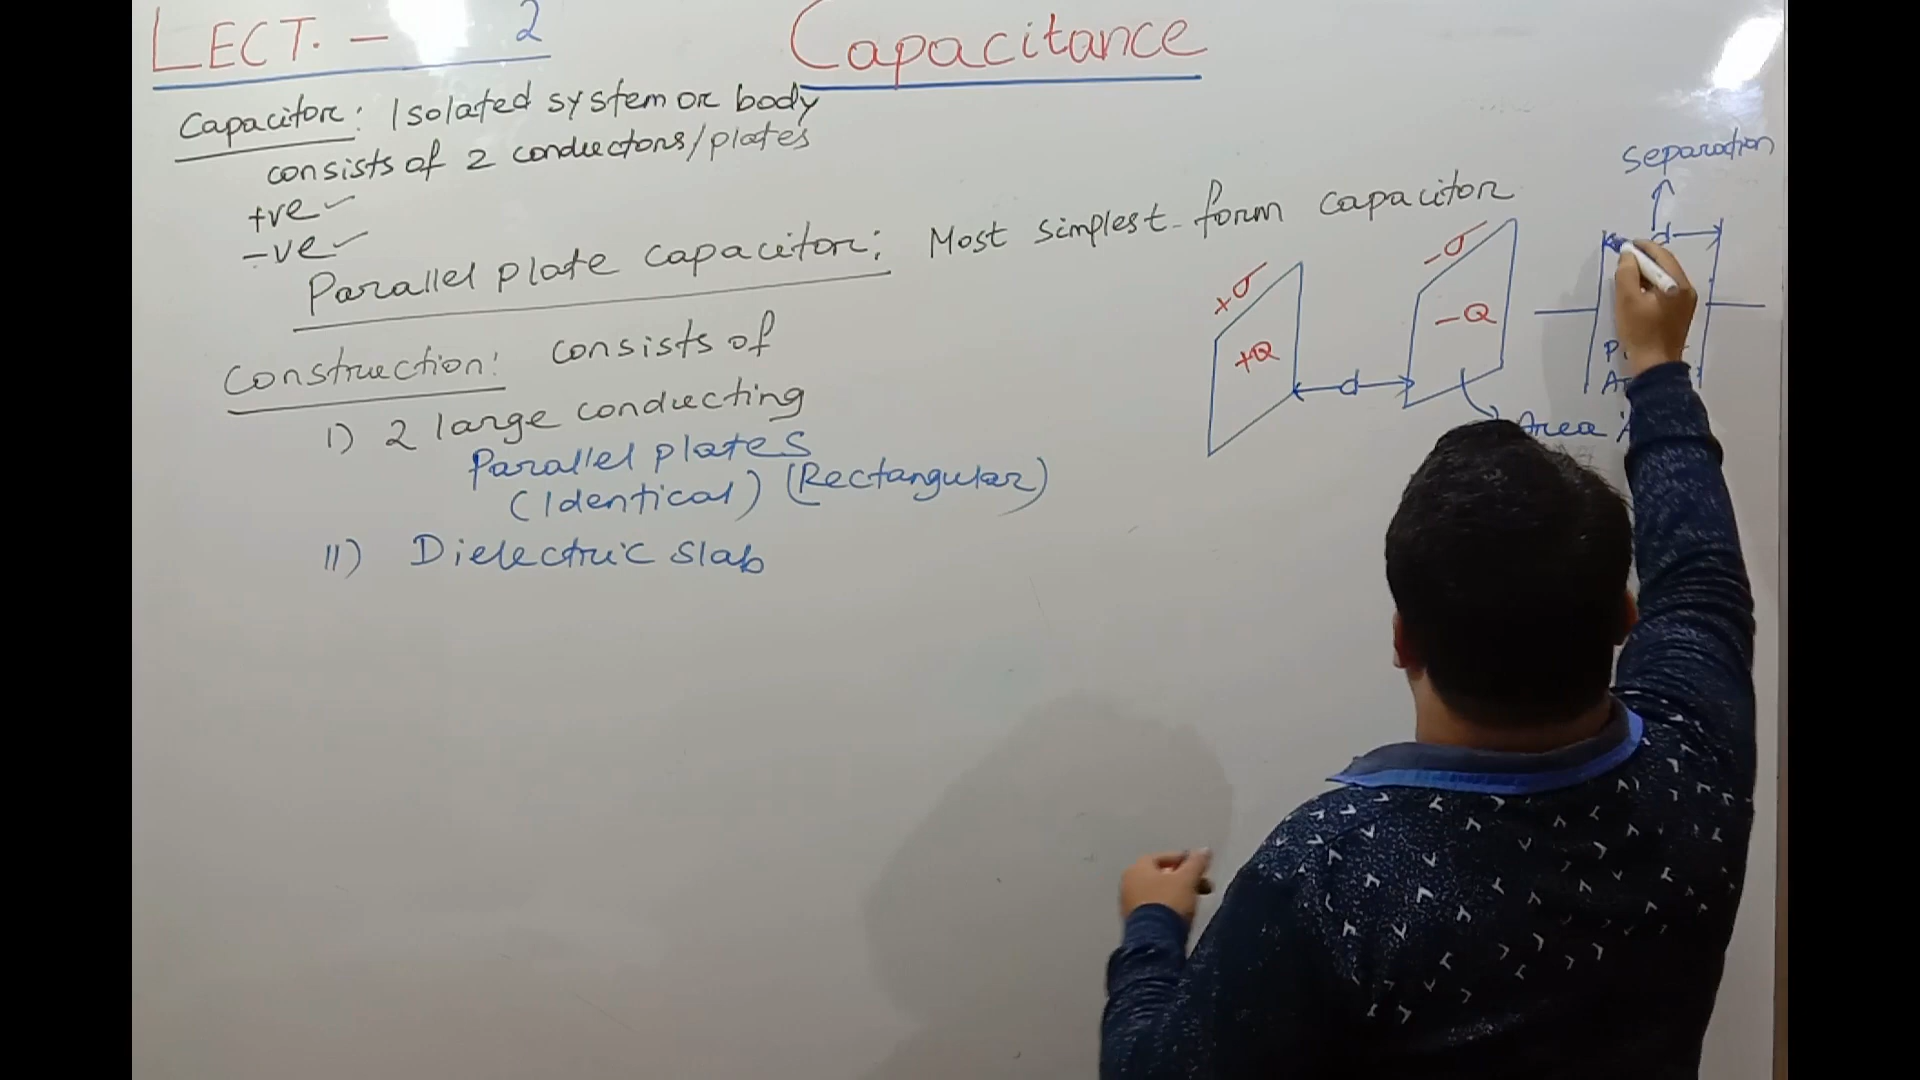 LECT. - 2
Capacitance
Capacitor: Isolated system or body
consists of 2 conductors/plates
+ve ✓
-ve ✓
Parallel plate capacitor: Most simplest form capacitor
Construction: consists of
I) 2 large conducting
Parallel plates
(Identical) (Rectangular)
II) Dielectric slab
+σ
+Q
d
-σ
-Q
Area
Separation
d